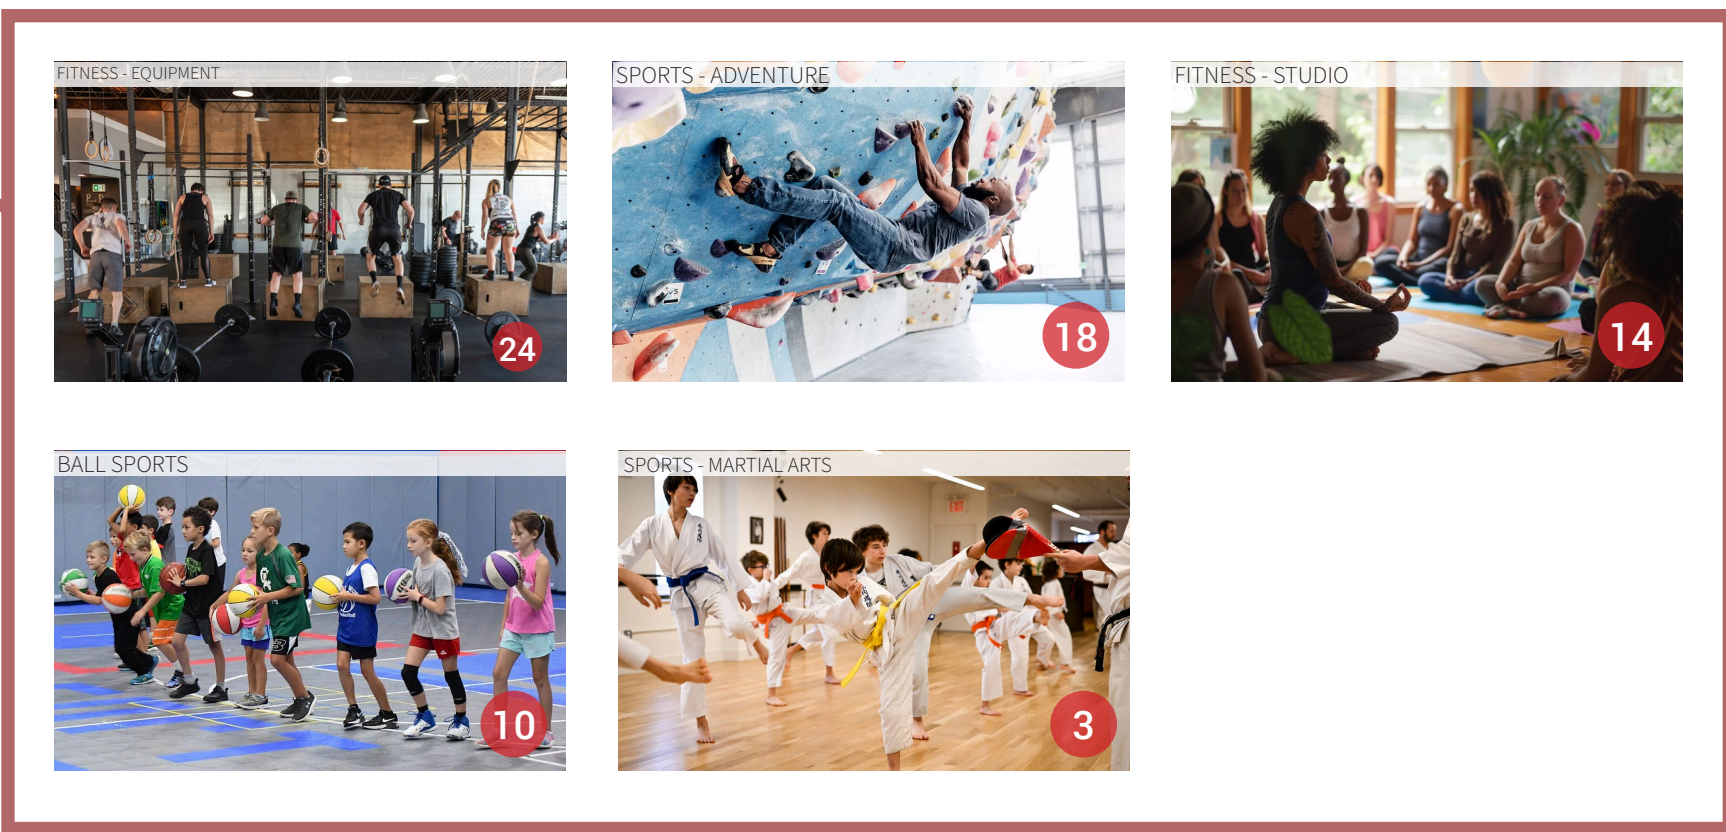 FITNESS - EQUIPMENT
SPORTS - ADVENTURE
FITNESS - STUDIO
24
18
14
BALL SPORTS
SPORTS - MARTIAL ARTS
10
3